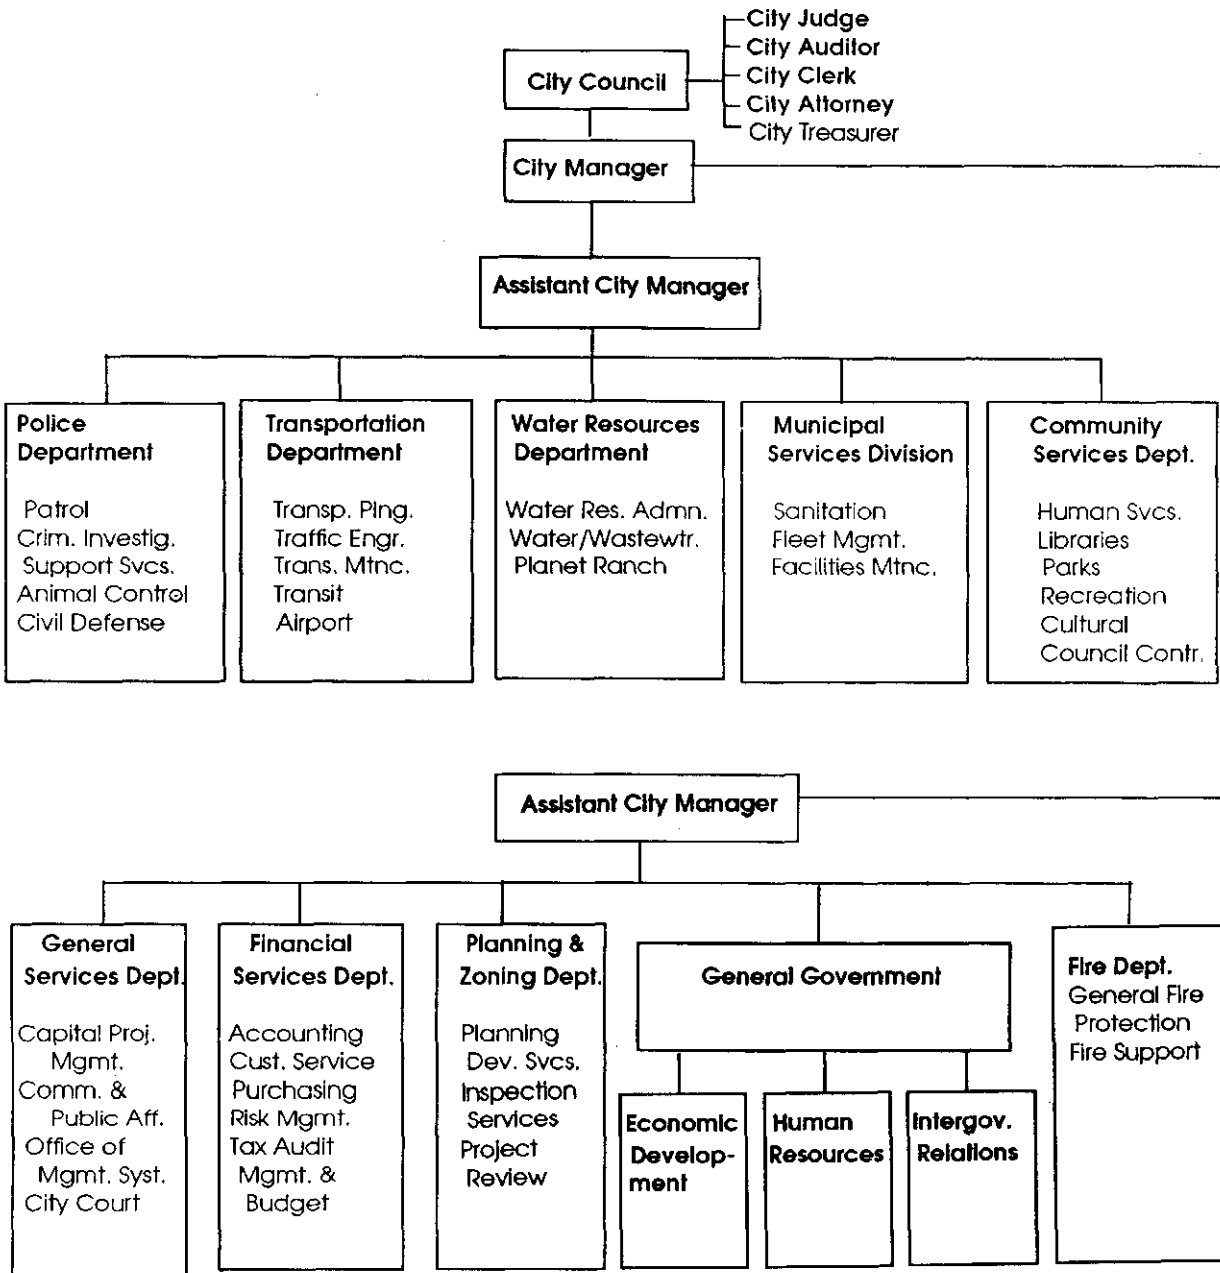 City Judge
City Auditor
City Council
City Clerk
City Attorney
City Treasurer
City Manager
Assistant City Manager
Police
Department
Patrol
Crim. Investig.
Support Svcs.
Animal Control
Civil Defense
Transportation
Department
Transp. Plng.
Traffic Engr.
Trans. Mtnc.
Transit
Airport
Water Resources
Department
Water Res. Admn.
Water/Wastewtr.
Planet Ranch
Municipal
Services Division
Sanitation
Fleet Mgmt.
Facilities Mtnc.
Community
Services Dept.
Human Svcs.
Libraries
Parks
Recreation
Cultural
Council Contr.
Assistant City Manager
General
Services Dept.
Capital Proj.
Mgmt.
Comm. &
Public Aff.
Office of
Mgmt. Syst.
City Court
Financial
Services Dept.
Accounting
Cust. Service
Purchasing
Risk Mgmt.
Tax Audit
Mgmt. &
Budget
Planning &
Zoning Dept.
Planning
Dev. Svcs.
Inspection
Services
Project
Review
General Government
Economic
Develop-
ment
Human
Resources
Intergov.
Relations
Fire Dept.
General Fire
Protection
Fire Support